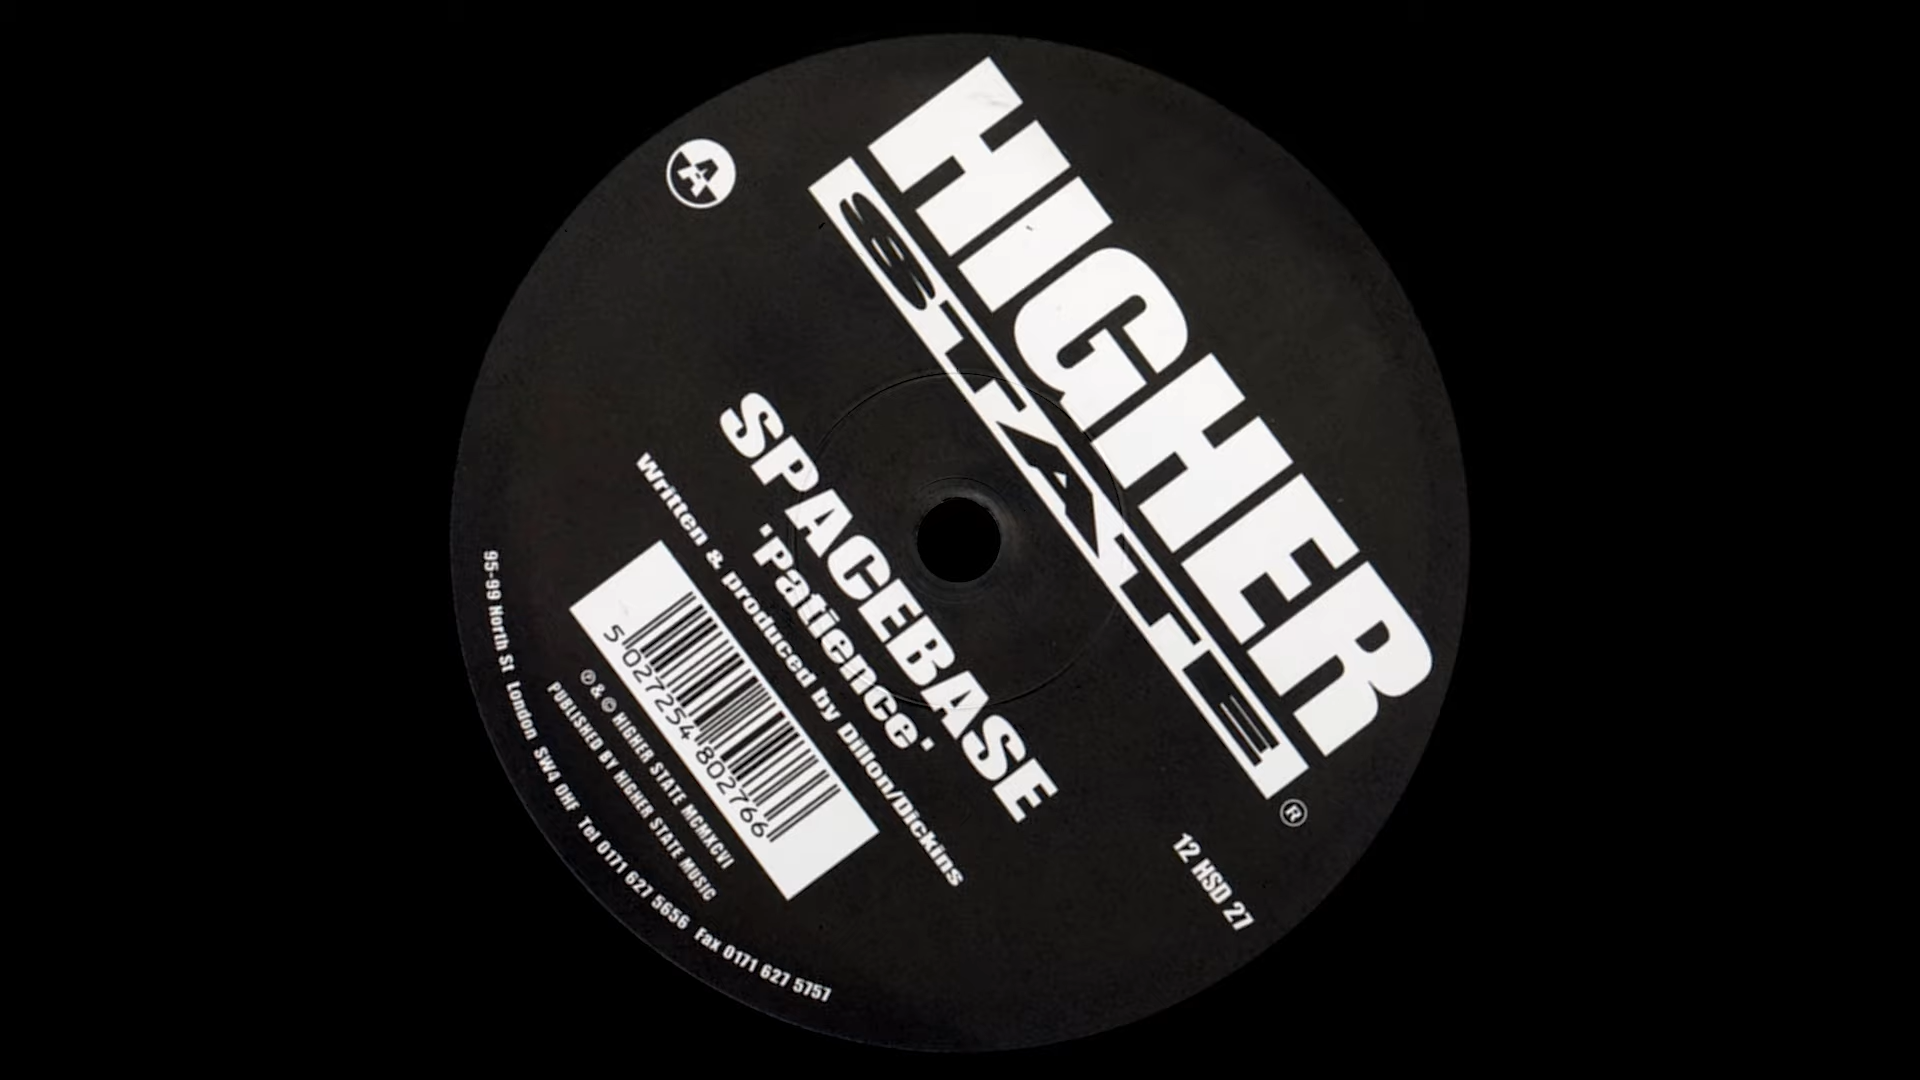 HIGHER
STATE
®
A
SPACEBASE
'Patience'
Written & produced by Dillon/Dickins
12 HSD 27
5 027254 802766
℗ & © HIGHER STATE MCMXCVI
PUBLISHED BY HIGHER STATE MUSIC
95-99 North St London SW4 0HF Tel 0171 627 5656 Fax 0171 627 5757